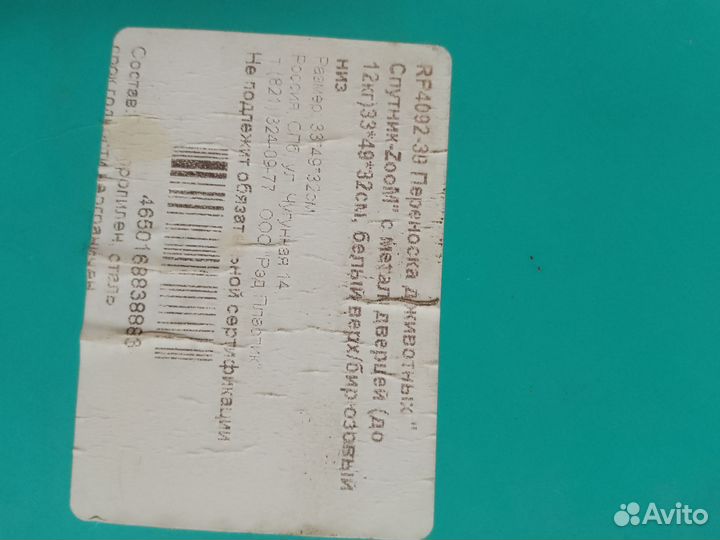 RP4092-39 Переноска д/животных "
Спутник-ZooM" с метал дверцей (до
12кг)33*49*32см, белый верх/бирюзовый
низ
Размер: 33*49*32см
Россия СПб ул Чугунная 14
т (821) 324-09-77 ООО "Рэд Пластик"
Не подлежит обязат ной сертификации
4650168838883
Состав: сталь
Avito